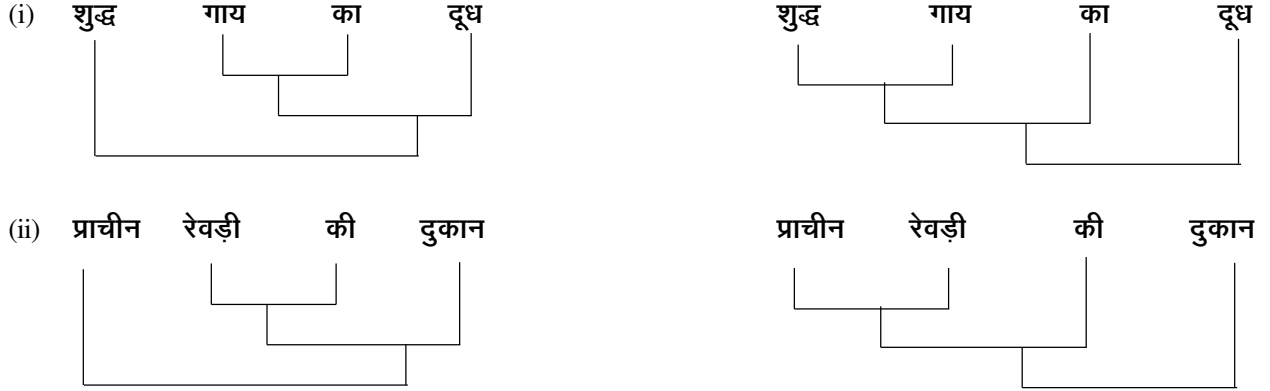 (i) शुद्ध गाय का दूध शुद्ध गाय का दूध
(ii) प्राचीन रेवड़ी की दुकान प्राचीन रेवड़ी की दुकान